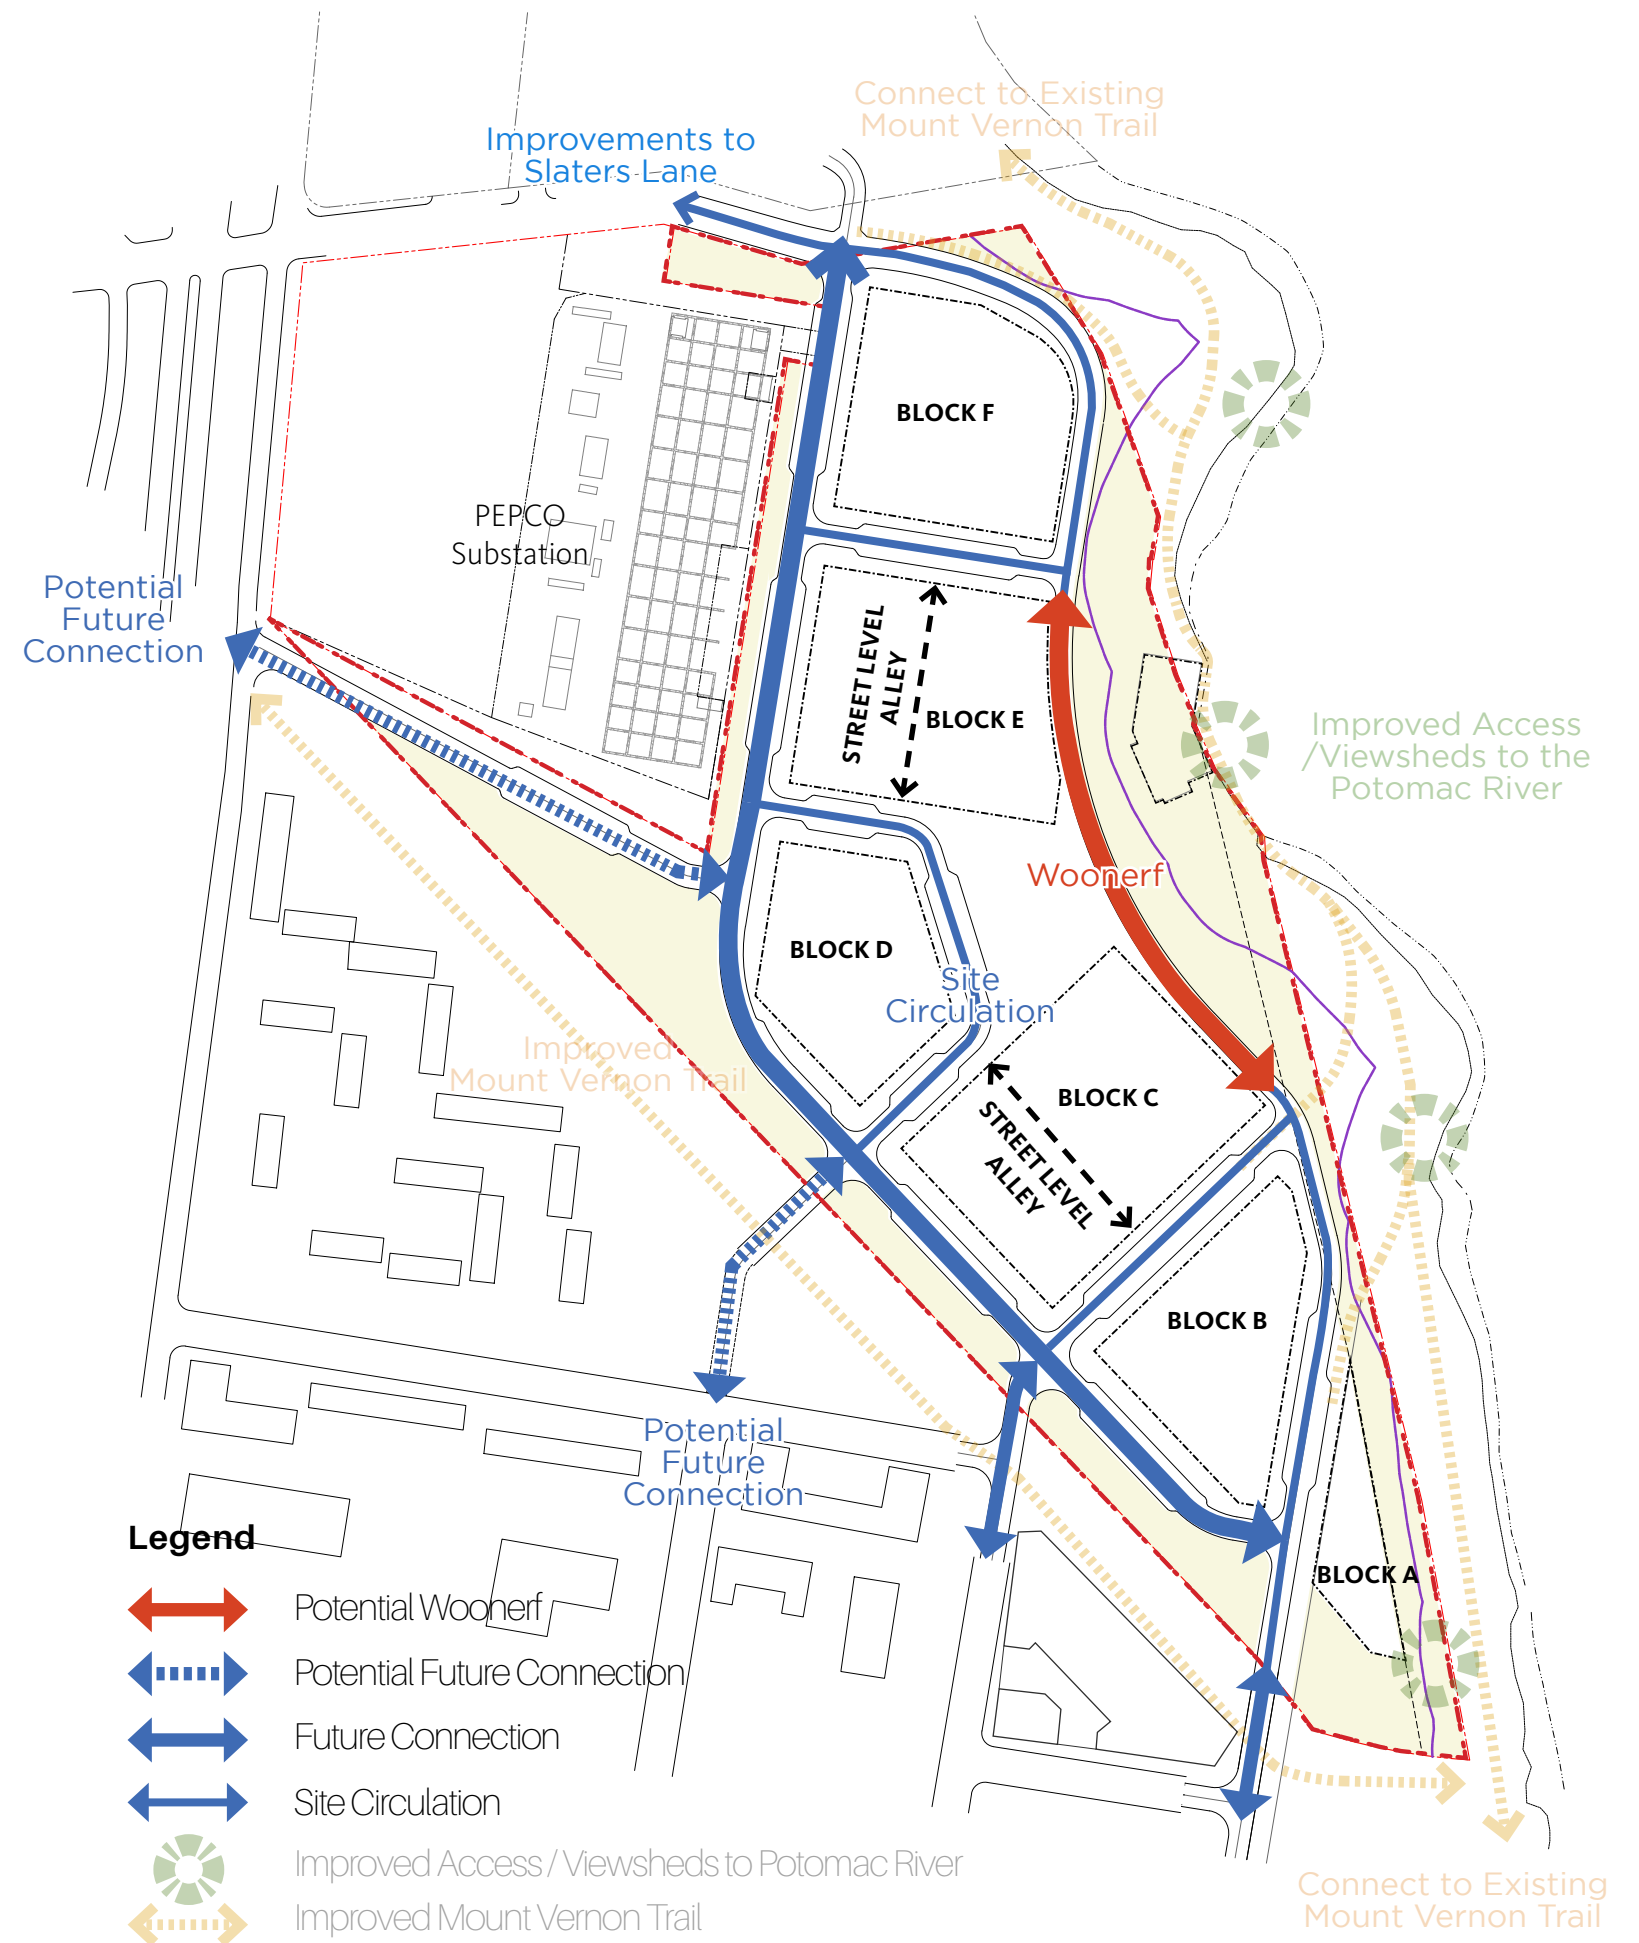 Connect to Existing
Mount Vernon Trail
Improvements to
Slaters Lane
BLOCK F
PEPCO
Substation
Potential
Future
Connection
STREET LEVEL
ALLEY
BLOCK E
Improved Access
/Viewsheds to the
Potomac River
Woonerf
BLOCK D
Site
Circulation
Improved
Mount Vernon Trail
BLOCK C
STREET LEVEL
ALLEY
BLOCK B
Potential
Future
Connection
BLOCK A
Legend
Potential Woonerf
Potential Future Connection
Future Connection
Site Circulation
Improved Access / Viewsheds to Potomac River
Improved Mount Vernon Trail
Connect to Existing
Mount Vernon Trail